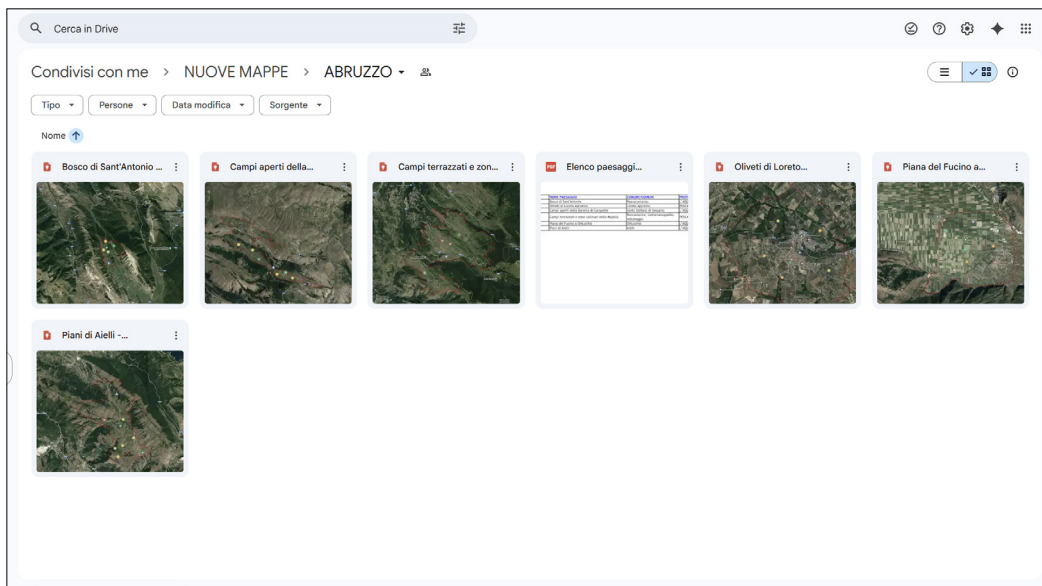 Cerca in Drive
Condivisi con me > NUOVE MAPPE > ABRUZZO
Tipo Persone Data modifica Sorgente
Nome
Bosco di Sant'Antonio ...
Campi aperti della...
Campi terrazzati e zon...
PDF Elenco paesaggi...
Oliveti di Loreto...
Piana del Fucino a...
Piani di Aielli -...